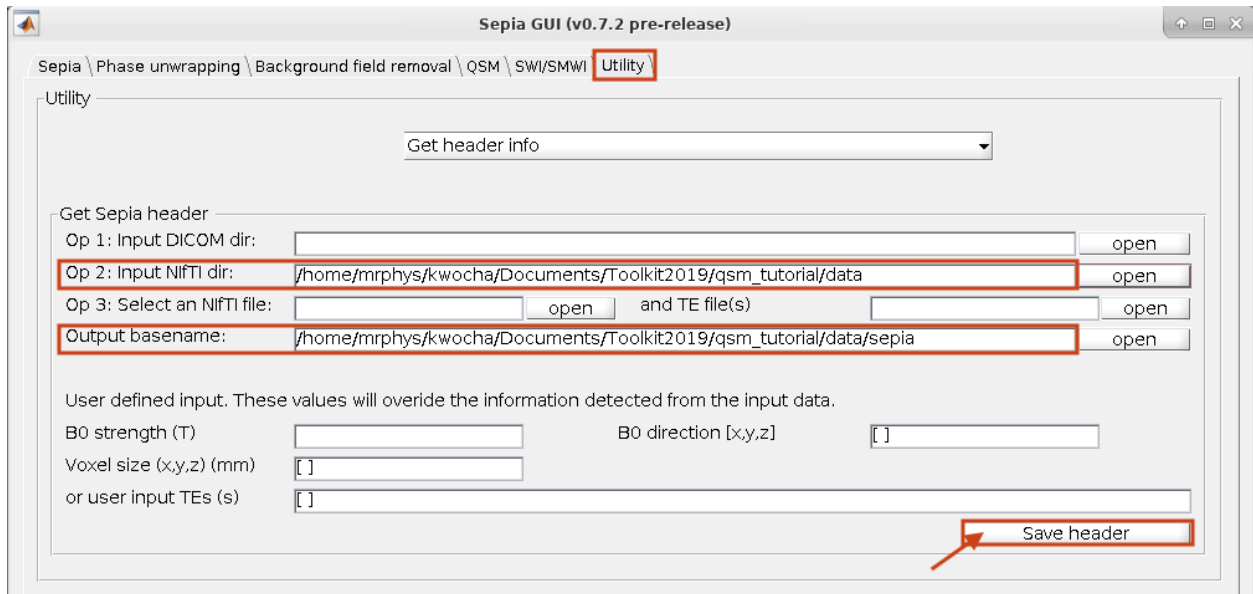 Sepia GUI (v0.7.2 pre-release)
Sepia Phase unwrapping Background field removal QSM SWI/SMWI Utility
Utility
Get header info
Get Sepia header
Op 1: Input DICOM dir: open
Op 2: Input NIfTI dir: /home/mrphys/kwocha/Documents/Toolkit2019/qsm_tutorial/data open
Op 3: Select an NIfTI file: open and TE file(s) open
Output basename: /home/mrphys/kwocha/Documents/Toolkit2019/qsm_tutorial/data/sepia open
User defined input. These values will overide the information detected from the input data.
B0 strength (T) B0 direction [x,y,z] [ ]
Voxel size (x,y,z) (mm) [ ]
or user input TEs (s) [ ]
Save header